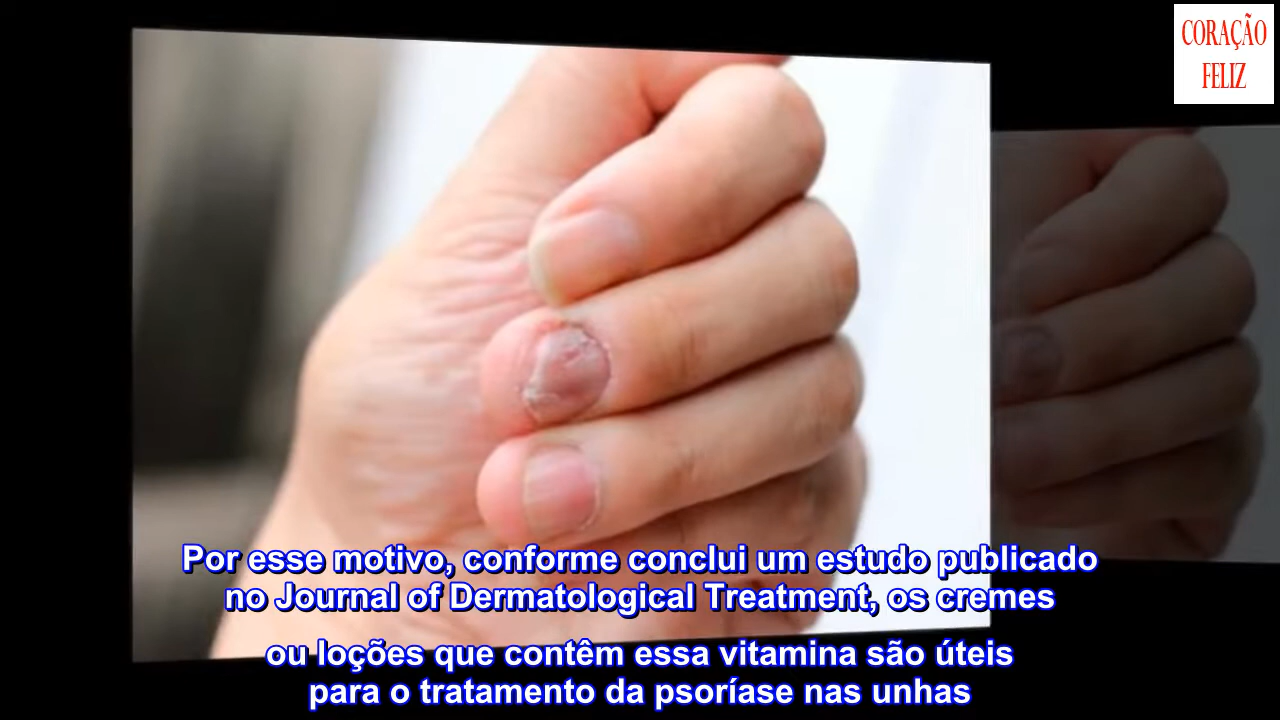 CORAÇÃO
FELIZ
Por esse motivo, conforme conclui um estudo publicado
no Journal of Dermatological Treatment, os cremes
ou loções que contêm essa vitamina são úteis
para o tratamento da psoríase nas unhas